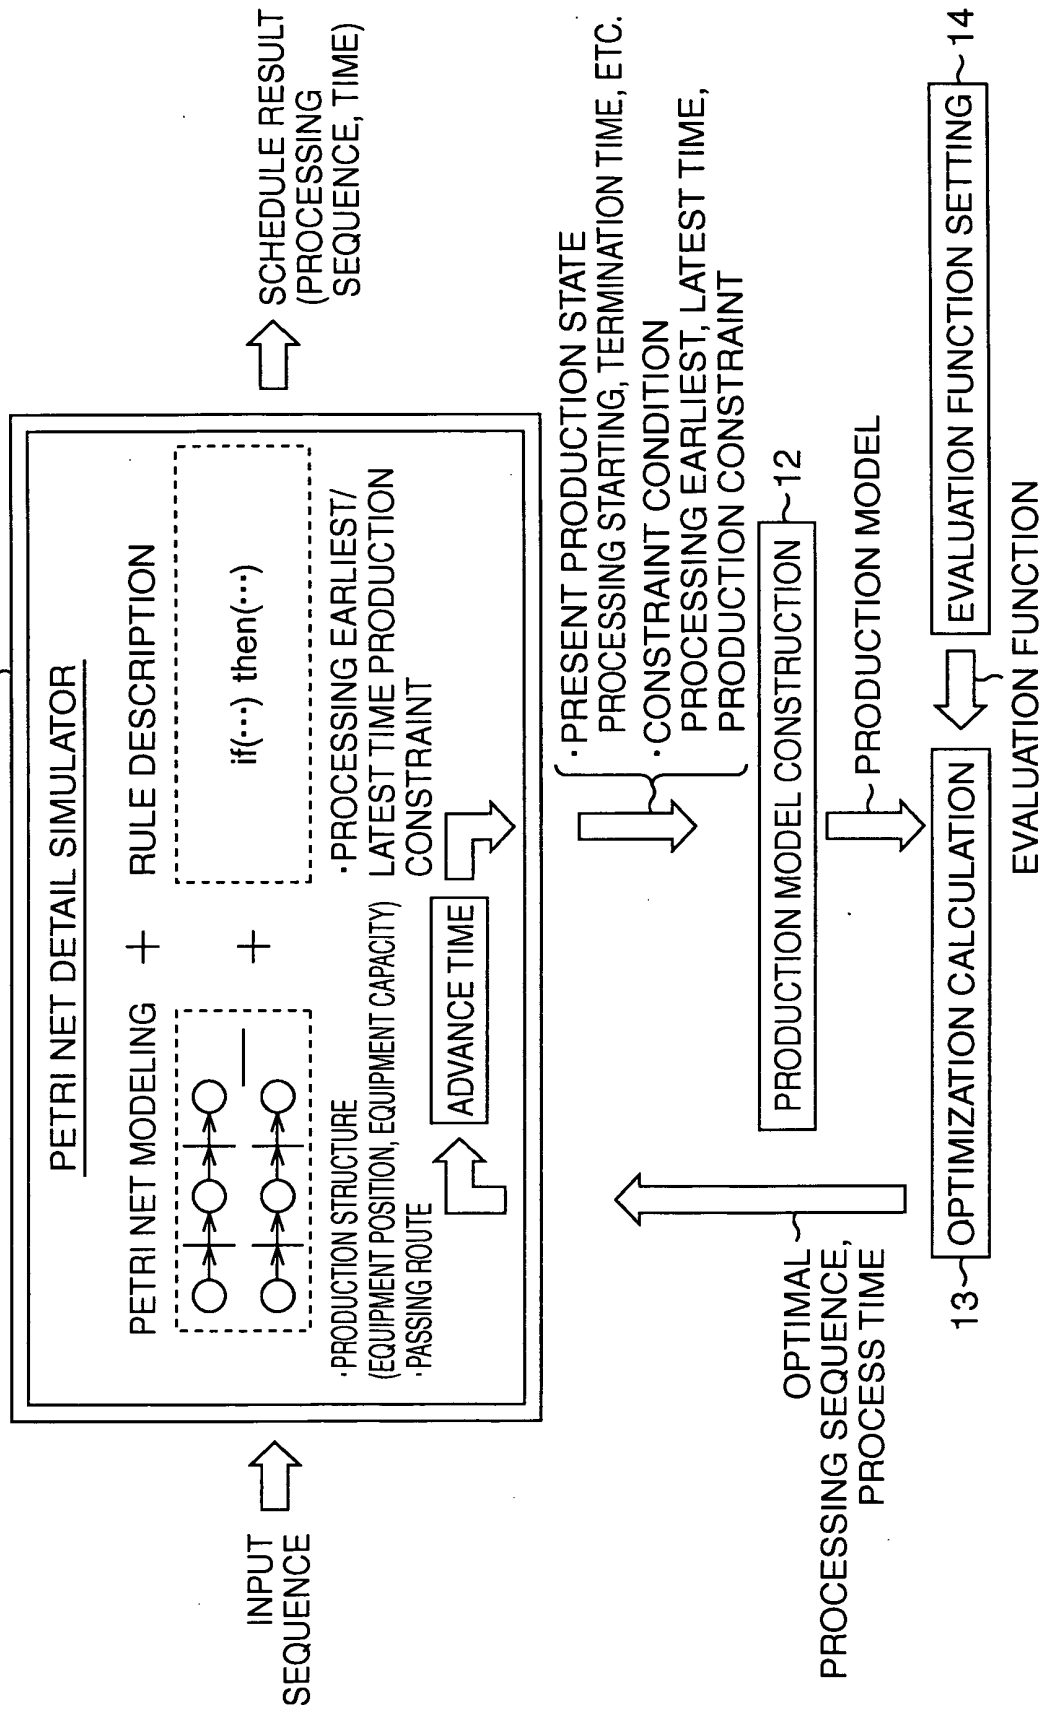 PETRI NET DETAIL SIMULATOR
PETRI NET MODELING + RULE DESCRIPTION
+
if(···) then(···)
·PRODUCTION STRUCTURE
(EQUIPMENT POSITION, EQUIPMENT CAPACITY)
·PASSING ROUTE
·PROCESSING EARLIEST/
LATEST TIME PRODUCTION
CONSTRAINT
ADVANCE TIME
INPUT
SEQUENCE
SCHEDULE RESULT
(PROCESSING
SEQUENCE, TIME)
·PRESENT PRODUCTION STATE
PROCESSING STARTING, TERMINATION TIME, ETC.
·CONSTRAINT CONDITION
PROCESSING EARLIEST, LATEST TIME,
PRODUCTION CONSTRAINT
PRODUCTION MODEL CONSTRUCTION 12
PRODUCTION MODEL
OPTIMAL
PROCESSING SEQUENCE,
PROCESS TIME
13 OPTIMIZATION CALCULATION
EVALUATION FUNCTION SETTING 14
EVALUATION FUNCTION